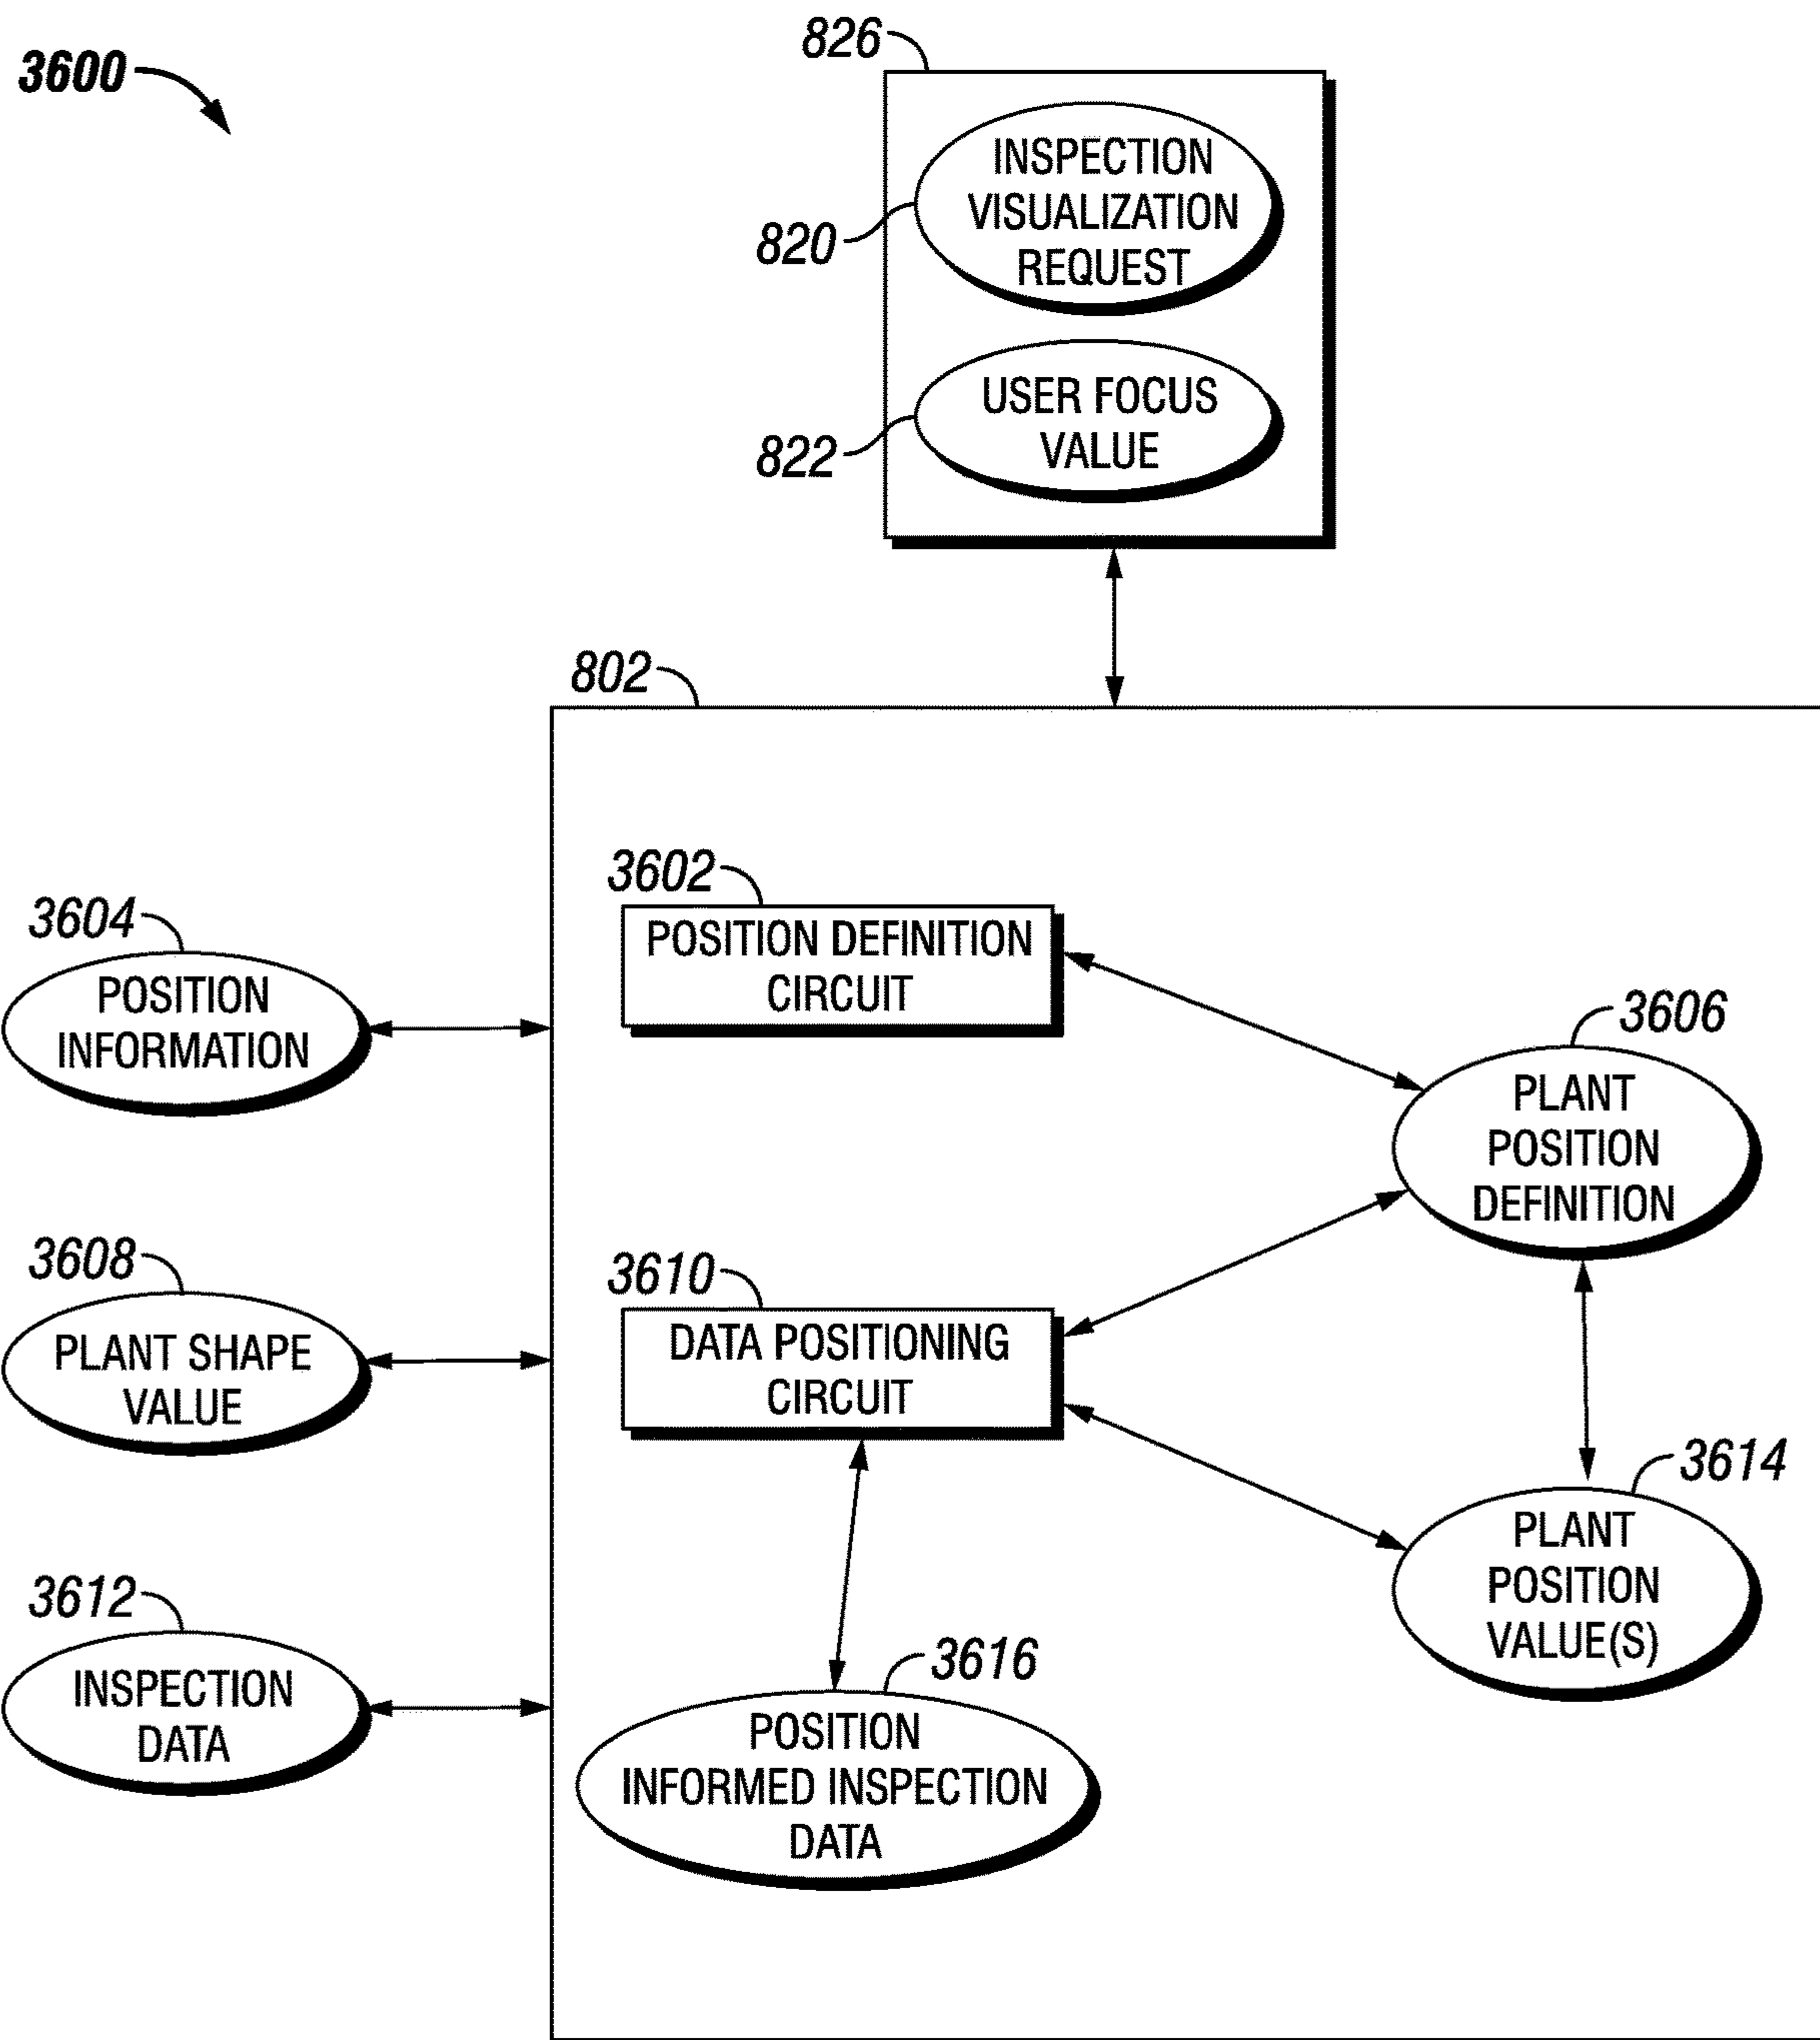 3600
826
INSPECTION
VISUALIZATION
REQUEST
820
USER FOCUS
VALUE
822
802
3602
POSITION DEFINITION
CIRCUIT
3604
POSITION
INFORMATION
3606
PLANT
POSITION
DEFINITION
3608
PLANT SHAPE
VALUE
3610
DATA POSITIONING
CIRCUIT
3614
PLANT
POSITION
VALUE(S)
3612
INSPECTION
DATA
3616
POSITION
INFORMED INSPECTION
DATA